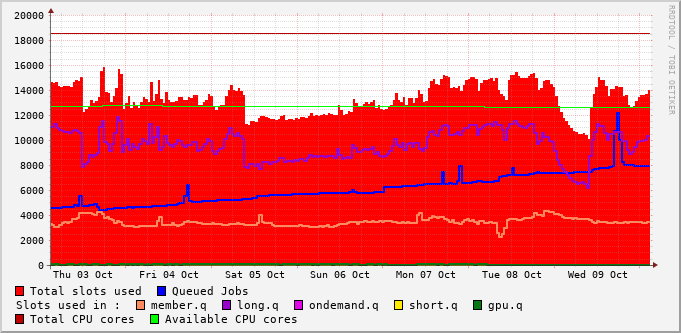 20000
18000
16000
14000
12000
10000
8000
6000
4000
2000
0
Thu 03 Oct Fri 04 Oct Sat 05 Oct Sun 06 Oct Mon 07 Oct Tue 08 Oct Wed 09 Oct
RRDTOOL / TOBI OETIKER
Total slots used Queued Jobs
Slots used in : member.q long.q ondemand.q short.q gpu.q
Total CPU cores Available CPU cores